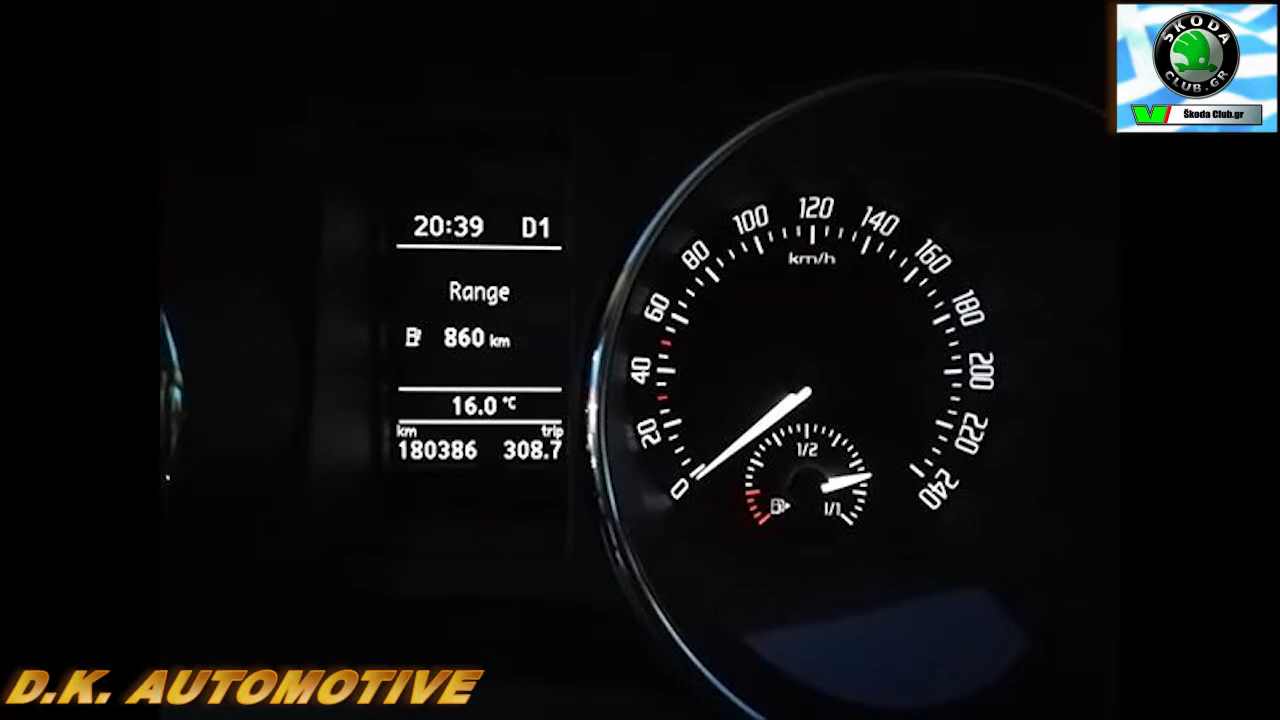 SKODA
CLUB.GR
Škoda Club.gr
20:39 D1
Range
860 km
16.0 °C
km trip
180386 308.7
0
20
40
60
80
100
120
140
160
180
200
220
240
km/h
1/2
1/1
D.K. AUTOMOTIVE